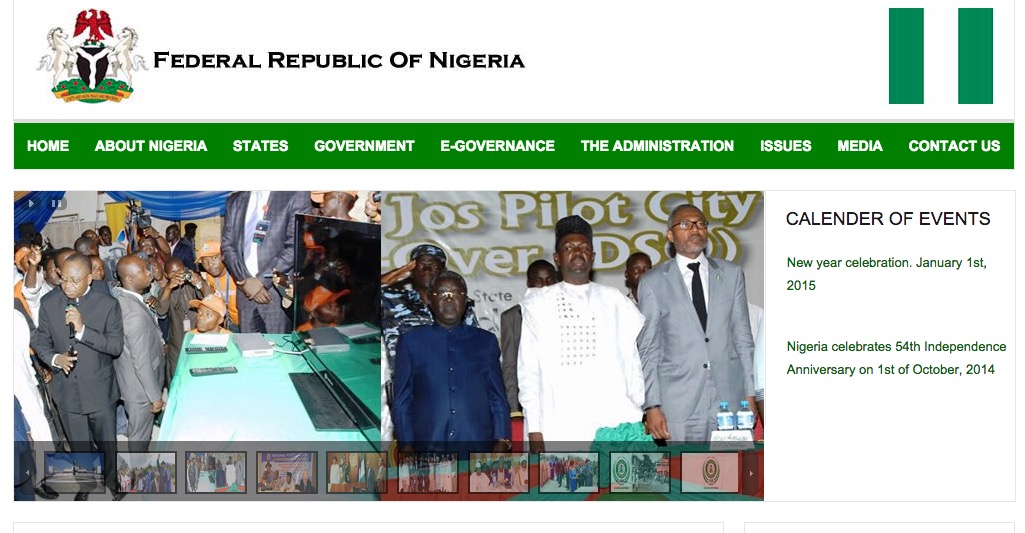 FEDERAL REPUBLIC OF NIGERIA
HOME ABOUT NIGERIA STATES GOVERNMENT E-GOVERNANCE THE ADMINISTRATION ISSUES MEDIA CONTACT US
Jos Pilot City
Over (DSO)
State
CALENDER OF EVENTS
New year celebration. January 1st,
2015
Nigeria celebrates 54th Independence
Anniversary on 1st of October, 2014